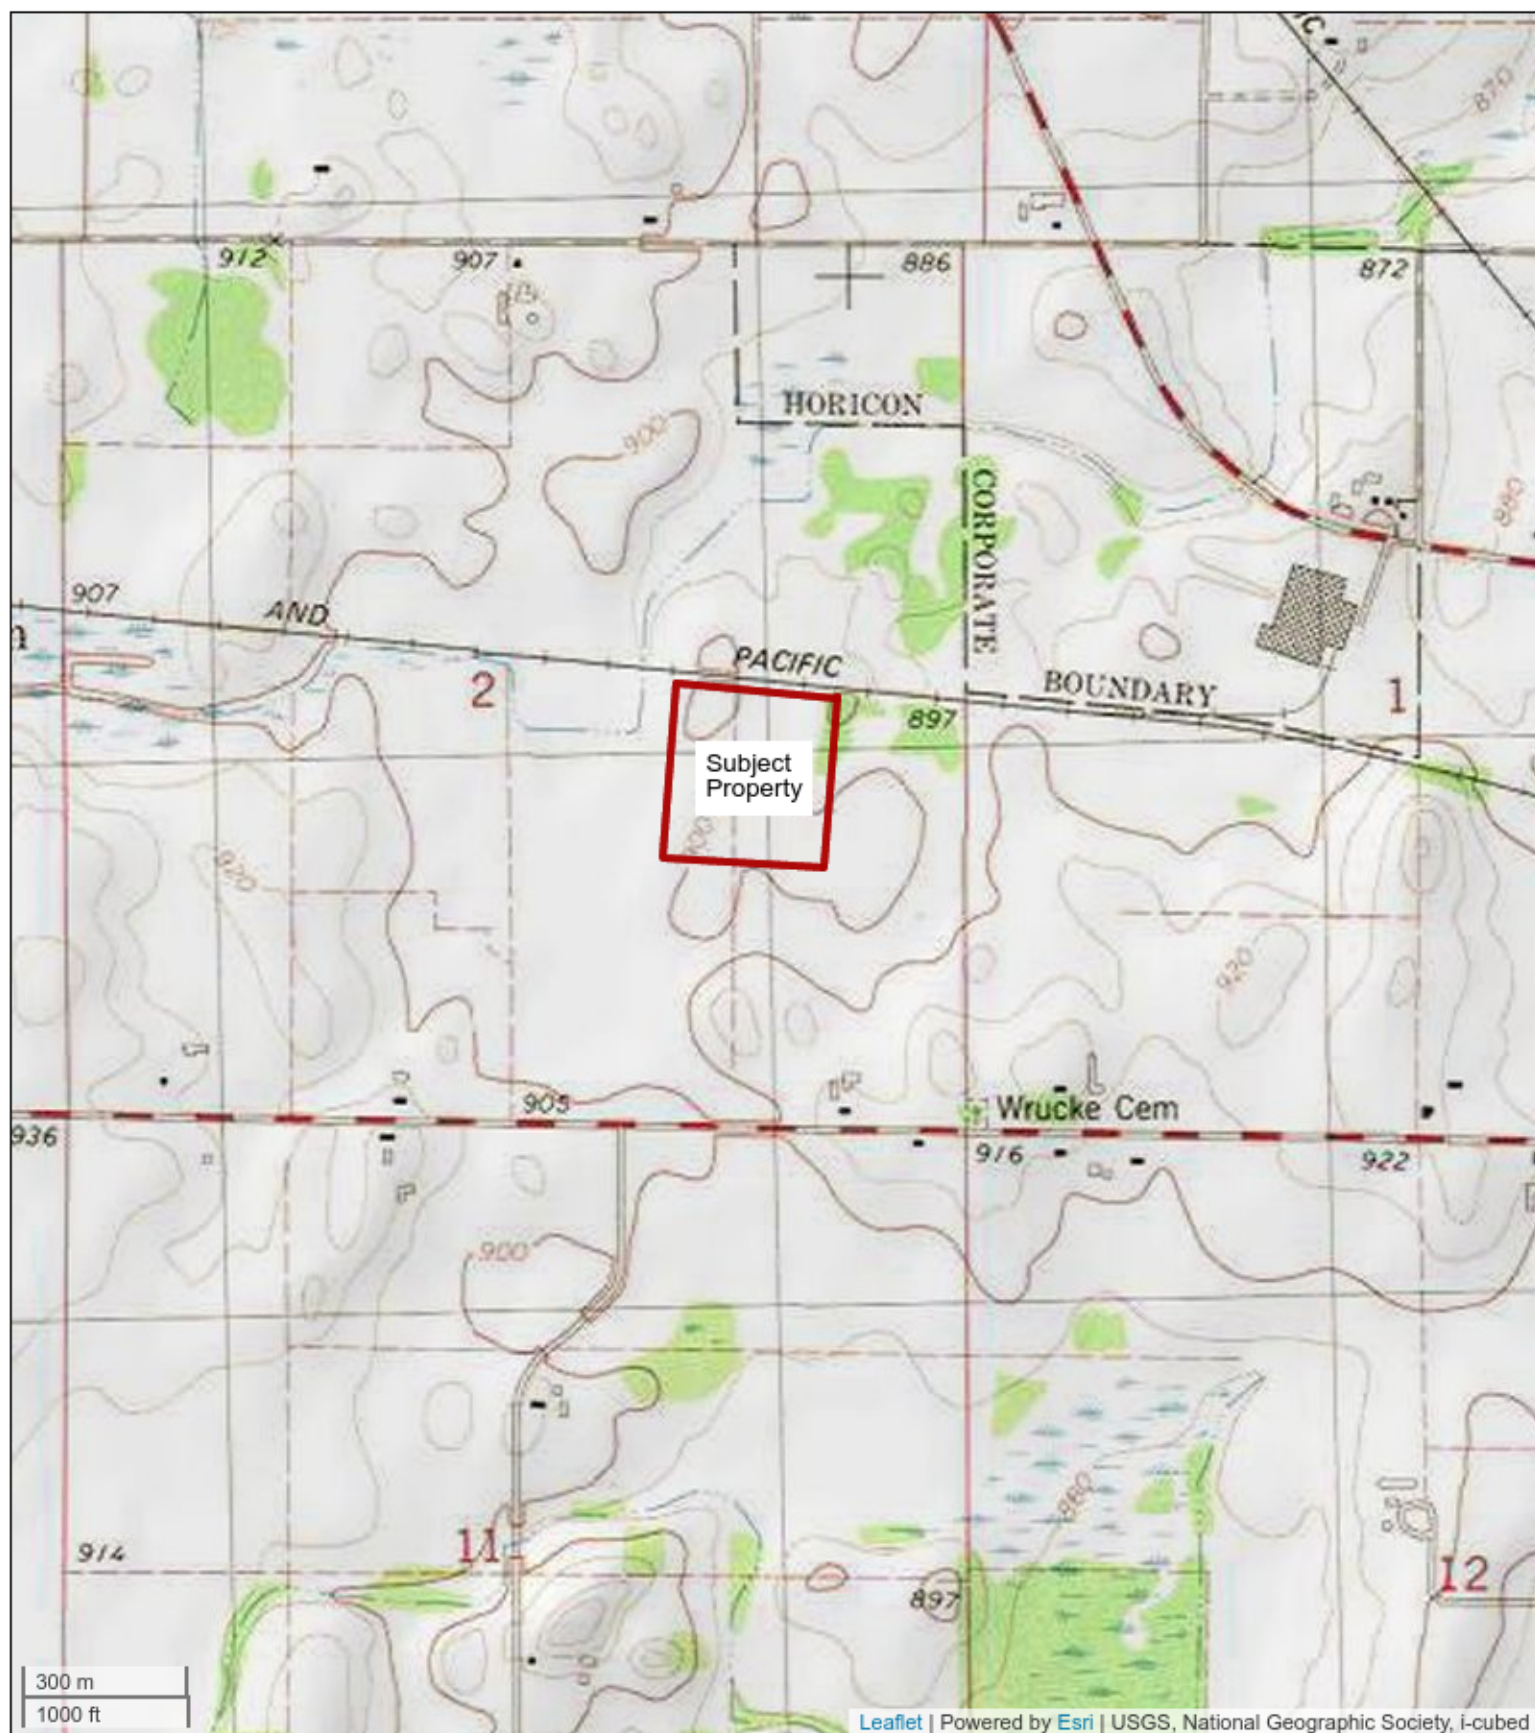 IC
870
912
907
886
872
HORICON
900
CORPORATE
880
907
AND
n
PACIFIC
2
BOUNDARY
1
897
Subject
Property
900
920
920
905
Wrucke Cem
936
916
922
900
880
914
11
12
897
300 m
1000 ft
Leaflet | Powered by Esri | USGS, National Geographic Society, i-cubed